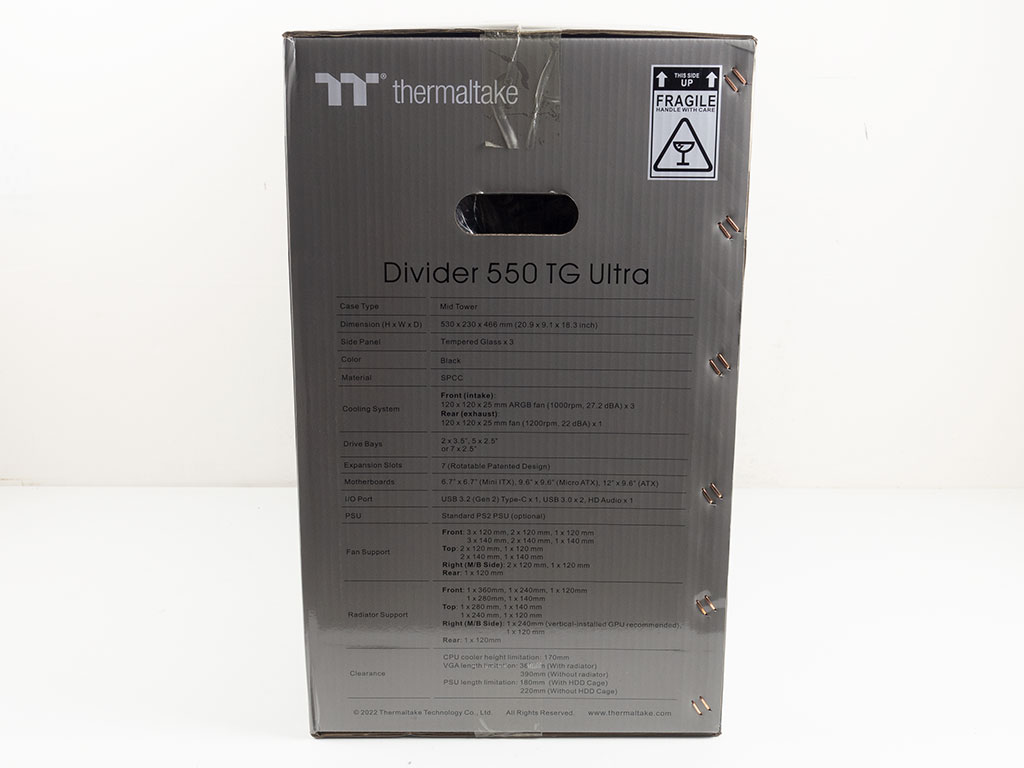 thermaltake
THIS SIDE
UP
FRAGILE
HANDLE WITH CARE
Divider 550 TG Ultra
Case Type Mid Tower
Dimension (H x W x D) 530 x 230 x 466 mm (20.9 x 9.1 x 18.3 inch)
Side Panel Tempered Glass x 3
Color Black
Material SPCC
Cooling System Front (intake):
120 x 120 x 25 mm ARGB fan (1000rpm, 27.2 dBA) x 3
Rear (exhaust):
120 x 120 x 25 mm fan (1200rpm, 22 dBA) x 1
Drive Bays 2 x 3.5", 5 x 2.5"
or 7 x 2.5"
Expansion Slots 7 (Rotatable Patented Design)
Motherboards 6.7" x 6.7" (Mini ITX), 9.6" x 9.6" (Micro ATX), 12" x 9.6" (ATX)
I/O Port USB 3.2 (Gen 2) Type-C x 1, USB 3.0 x 2, HD Audio x 1
PSU Standard PS2 PSU (optional)
Fan Support Front: 3 x 120 mm, 2 x 120 mm, 1 x 120 mm
3 x 140 mm, 2 x 140 mm, 1 x 140 mm
Top: 2 x 120 mm, 1 x 120 mm
2 x 140 mm, 1 x 140 mm
Right (M/B Side): 2 x 120 mm, 1 x 120 mm
Rear: 1 x 120 mm
Radiator Support Front: 1 x 360mm, 1 x 240mm, 1 x 120mm
1 x 280mm, 1 x 140mm
Top: 1 x 280 mm, 1 x 140 mm
1 x 240 mm, 1 x 120 mm
Right (M/B Side): 1 x 240mm (vertical-installed GPU recommended),
1 x 120 mm
Rear: 1 x 120mm
Clearance CPU cooler height limitation: 170mm
VGA length limitation: (With radiator)
390mm (Without radiator)
PSU length limitation: 180mm (With HDD Cage)
220mm (Without HDD Cage)
© 2022 Thermaltake Technology Co., Ltd. All Rights Reserved. www.thermaltake.com